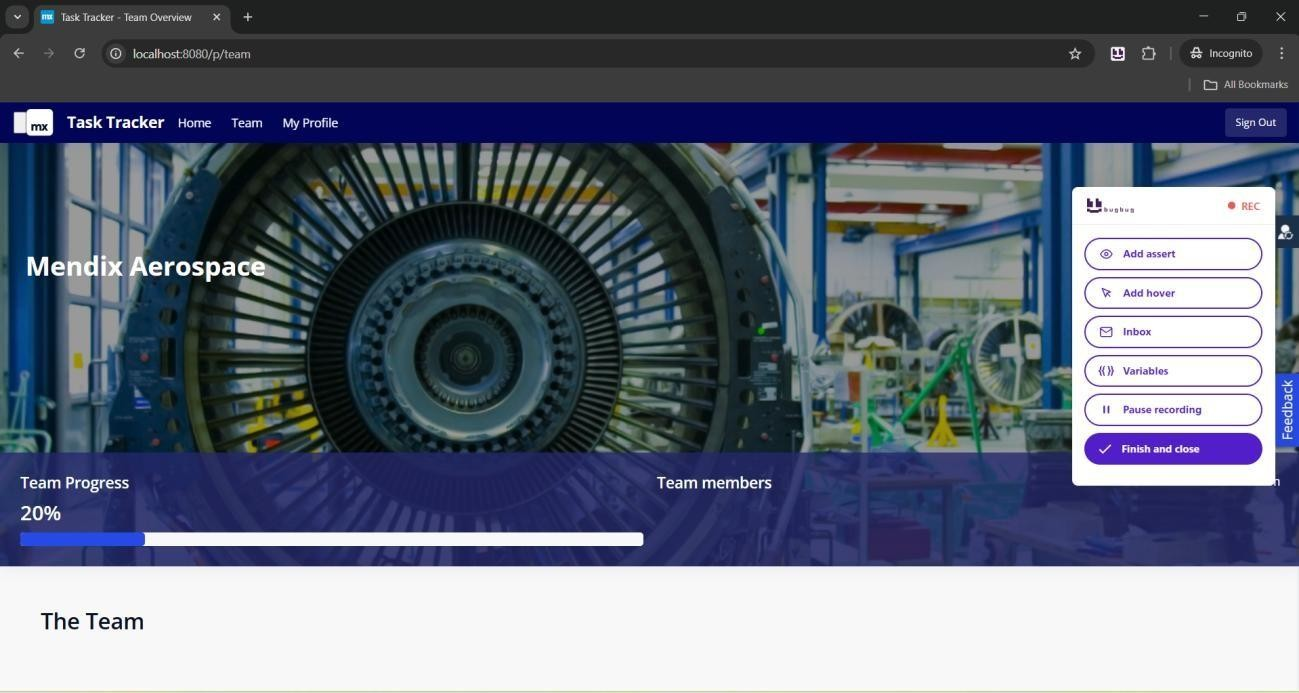 Task Tracker - Team Overview
localhost:8080/p/team
Incognito
All Bookmarks
mx
Task Tracker
Home
Team
My Profile
Sign Out
Mendix Aerospace
bugbug
REC
Add assert
Add hover
Inbox
Variables
Pause recording
Finish and close
Feedback
Team Progress
20%
Team members
The Team